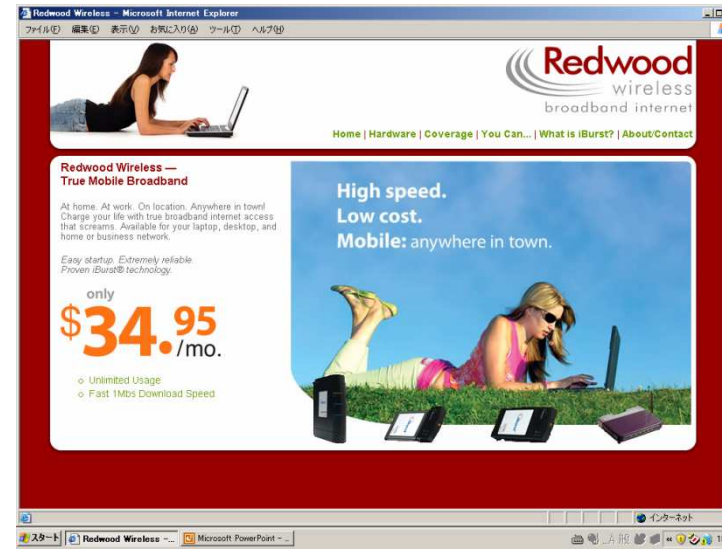 Redwood Wireless - Microsoft Internet Explorer
ファイル(F) 編集(E) 表示(V) お気に入り(A) ツール(T) ヘルプ(H)
Redwood
wireless
broadband internet
Home | Hardware | Coverage | You Can... | What is iBurst? | About/Contact
Redwood Wireless —
True Mobile Broadband
At home. At work. On location. Anywhere in town!
Charge your life with true broadband internet access
that screams. Available for your laptop, desktop, and
home or business network.
Easy startup. Extremely reliable.
Proven iBurst® technology.
only
$34.95
/mo.
Unlimited Usage
Fast 1Mbs Download Speed
High speed.
Low cost.
Mobile: anywhere in town.
インターネット
スタート Redwood Wireless -... Microsoft PowerPoint - ...